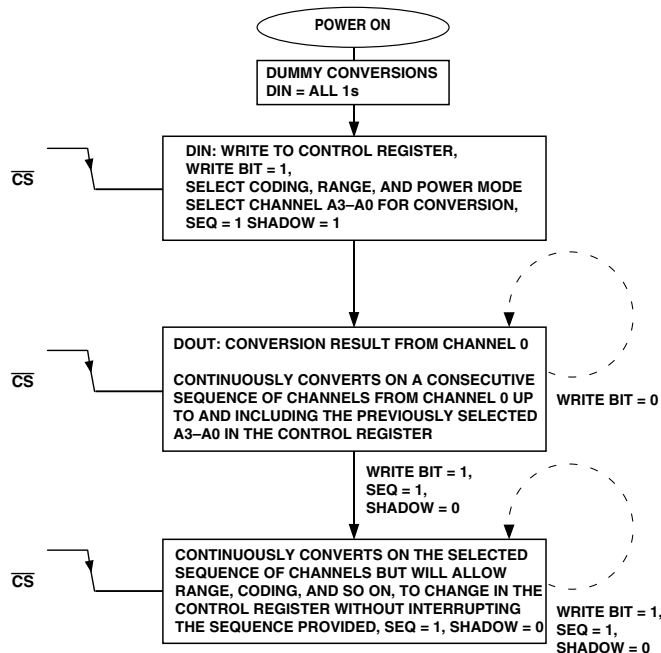 POWER ON
DUMMY CONVERSIONS
DIN = ALL 1s
CS
DIN: WRITE TO CONTROL REGISTER,
WRITE BIT = 1,
SELECT CODING, RANGE, AND POWER MODE
SELECT CHANNEL A3–A0 FOR CONVERSION,
SEQ = 1 SHADOW = 1
CS
DOUT: CONVERSION RESULT FROM CHANNEL 0
CONTINUOUSLY CONVERTS ON A CONSECUTIVE
SEQUENCE OF CHANNELS FROM CHANNEL 0 UP
TO AND INCLUDING THE PREVIOUSLY SELECTED
A3–A0 IN THE CONTROL REGISTER
WRITE BIT = 0
WRITE BIT = 1,
SEQ = 1,
SHADOW = 0
CS
CONTINUOUSLY CONVERTS ON THE SELECTED
SEQUENCE OF CHANNELS BUT WILL ALLOW
RANGE, CODING, AND SO ON, TO CHANGE IN THE
CONTROL REGISTER WITHOUT INTERRUPTING
THE SEQUENCE PROVIDED, SEQ = 1, SHADOW = 0
WRITE BIT = 1,
SEQ = 1,
SHADOW = 0